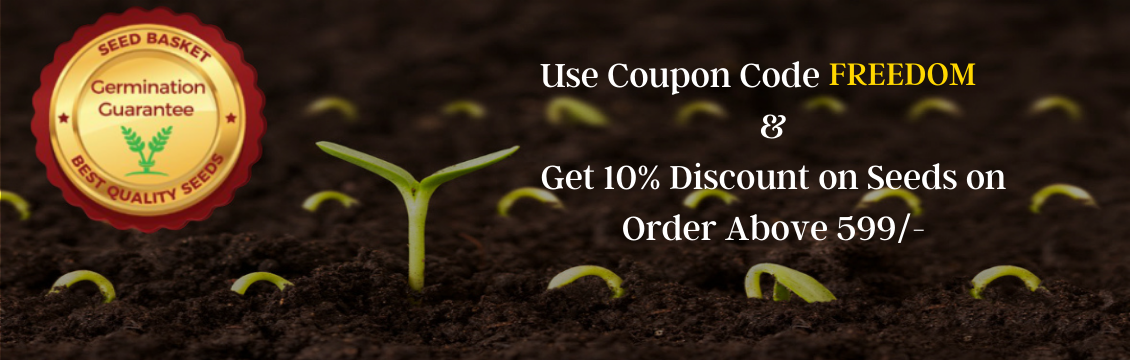 SEED BASKET
Germination
Guarantee
BEST QUALITY SEEDS
Use Coupon Code FREEDOM
&
Get 10% Discount on Seeds on
Order Above 599/-